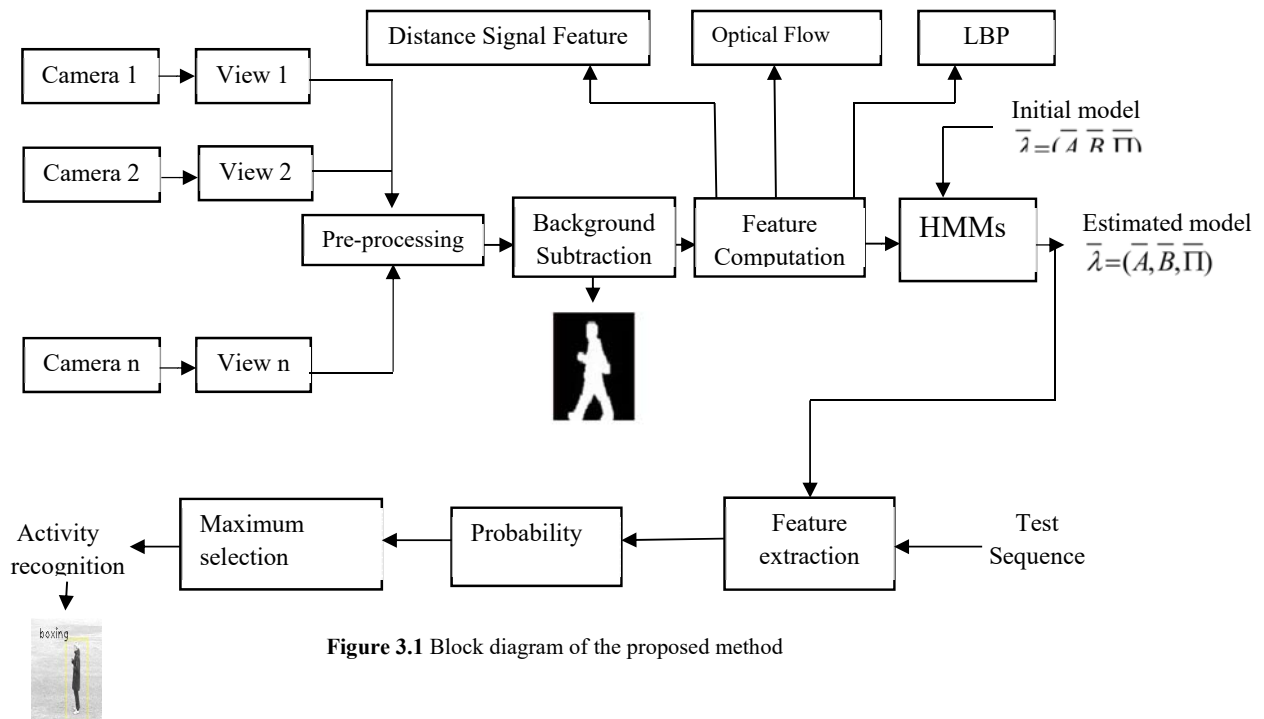 Distance Signal Feature
Optical Flow
LBP
Camera 1
View 1
Initial model
λ̅=(A̅ B̅ Π̅)
Camera 2
View 2
Pre-processing
Background
Subtraction
Feature
Computation
HMMs
Estimated model
λ̅=(A̅,B̅,Π̅)
Camera n
View n
Activity
recognition
Maximum
selection
Probability
Feature
extraction
Test
Sequence
boxing
Figure 3.1 Block diagram of the proposed method